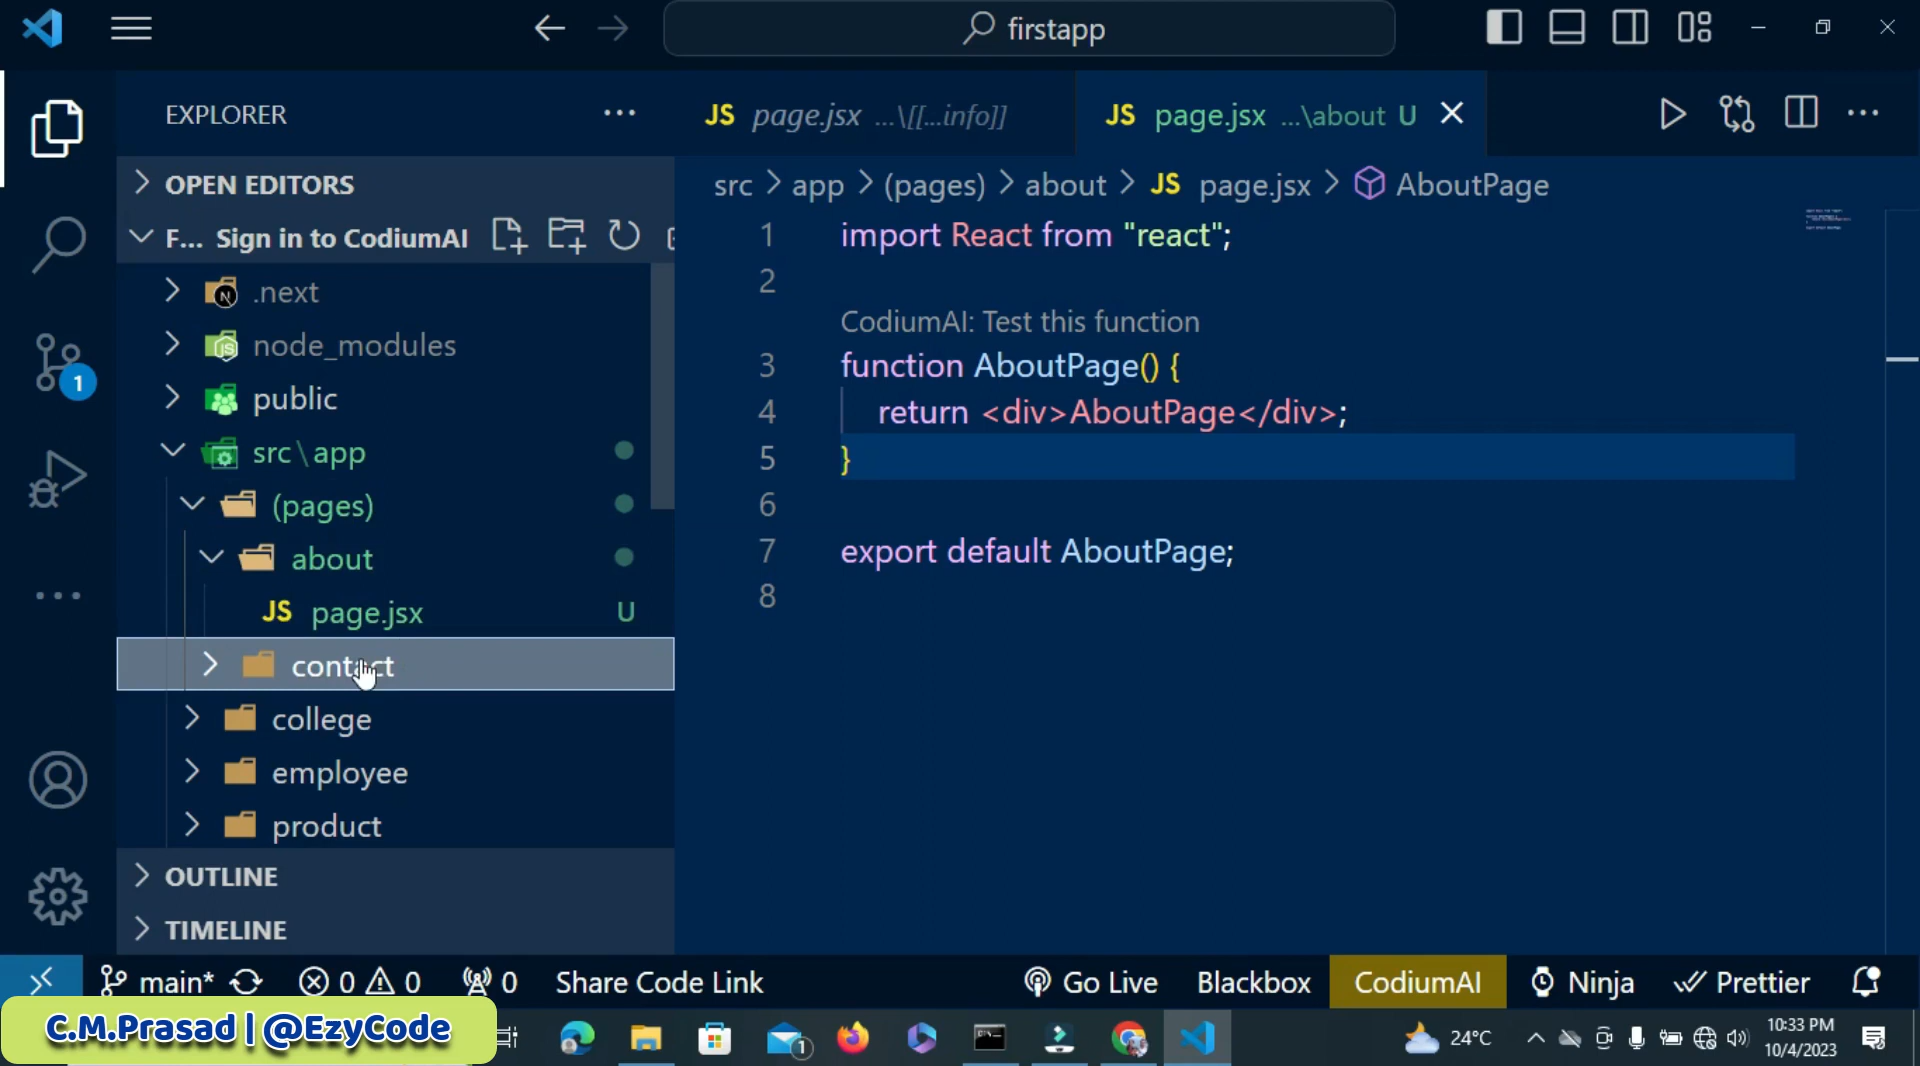 firstapp
EXPLORER
JS page.jsx ...\[[...info]]
JS page.jsx ...\about U
OPEN EDITORS
F... Sign in to CodiumAI
src > app > (pages) > about > JS page.jsx > AboutPage
.next
node_modules
public
src\app
(pages)
about
JS page.jsx U
contact
college
employee
product
OUTLINE
TIMELINE
1 import React from "react";
2
CodiumAI: Test this function
3 function AboutPage() {
4 return <div>AboutPage</div>;
5 }
6
7 export default AboutPage;
8
1
main* 0 0 0 Share Code Link Go Live Blackbox CodiumAI Ninja Prettier
C.M.Prasad | @EzyCode
1
24°C
10:33 PM
10/4/2023